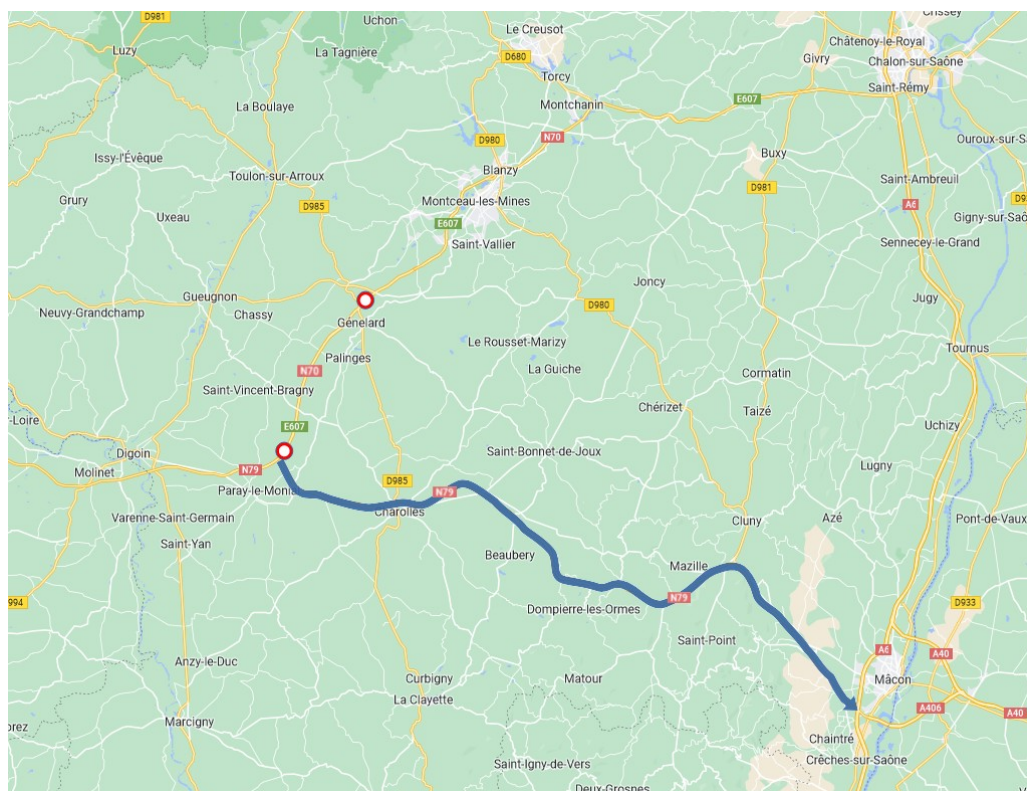 D981
Uchon
Crissey
Luzy
Le Creusot
Châtenoy-le-Royal
La Tagnière
Givry
D680
Chalon-sur-Saône
Torcy
Saint-Rémy
La Boulaye
Montchanin
E607
N70
D980
Ouroux-sur-Sa
Issy-l'Évêque
Buxy
Blanzy
Toulon-sur-Arroux
Saint-Ambreuil
D981
Grury
Montceau-les-Mines
D985
A6
Uxeau
Gigny-sur-Saô
E607
Saint-Vallier
Sennecey-le-Grand
Joncy
Gueugnon
Jugy
D980
Neuvy-Grandchamp
Chassy
Génelard
Le Rousset-Marizy
Tournus
Palinges
La Guiche
N70
Cormatin
Saint-Vincent-Bragny
Chérizet
Taizé
r-Loire
E607
Uchizy
Digoin
Saint-Bonnet-de-Joux
Molinet
N79
Lugny
D985
Paray-le-Monia
N79
Charolles
Varenne-Saint-Germain
Azé
Pont-de-Vaux
Cluny
Saint-Yan
Beaubery
Mazille
N79
D994
D933
Dompierre-les-Ormes
Saint-Point
A6
A40
Anzy-le-Duc
Curbigny
Matour
Mâcon
La Clayette
A406
A40
Marcigny
Chaintré
Crêches-sur-Saône
Saint-Igny-de-Vers
Deux-Grosnes